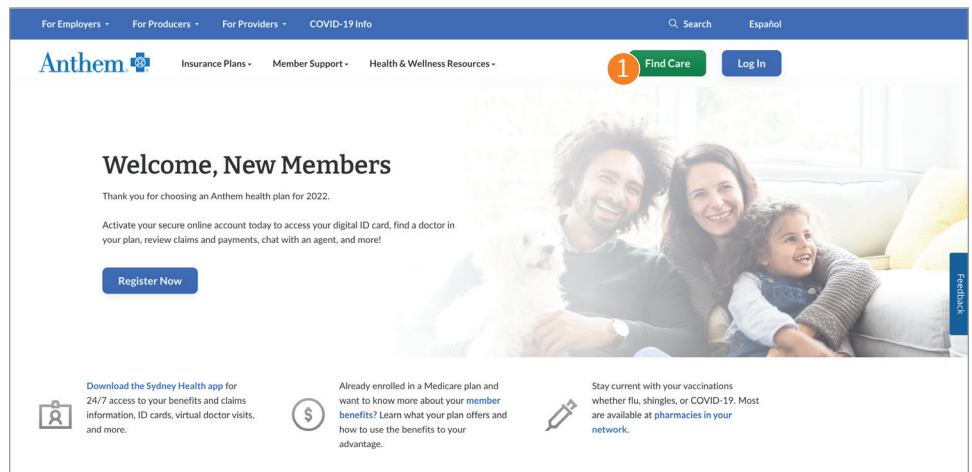 For Employers For Producers For Providers COVID-19 Info Search Español
Anthem Insurance Plans Member Support Health & Wellness Resources 1 Find Care Log In
Welcome, New Members
Thank you for choosing an Anthem health plan for 2022.
Activate your secure online account today to access your digital ID card, find a doctor in
your plan, review claims and payments, chat with an agent, and more!
Register Now
Feedback
Download the Sydney Health app for
24/7 access to your benefits and claims
information, ID cards, virtual doctor visits,
and more.
Already enrolled in a Medicare plan and
want to know more about your member
benefits? Learn what your plan offers and
how to use the benefits to your
advantage.
Stay current with your vaccinations
whether flu, shingles, or COVID-19. Most
are available at pharmacies in your
network.